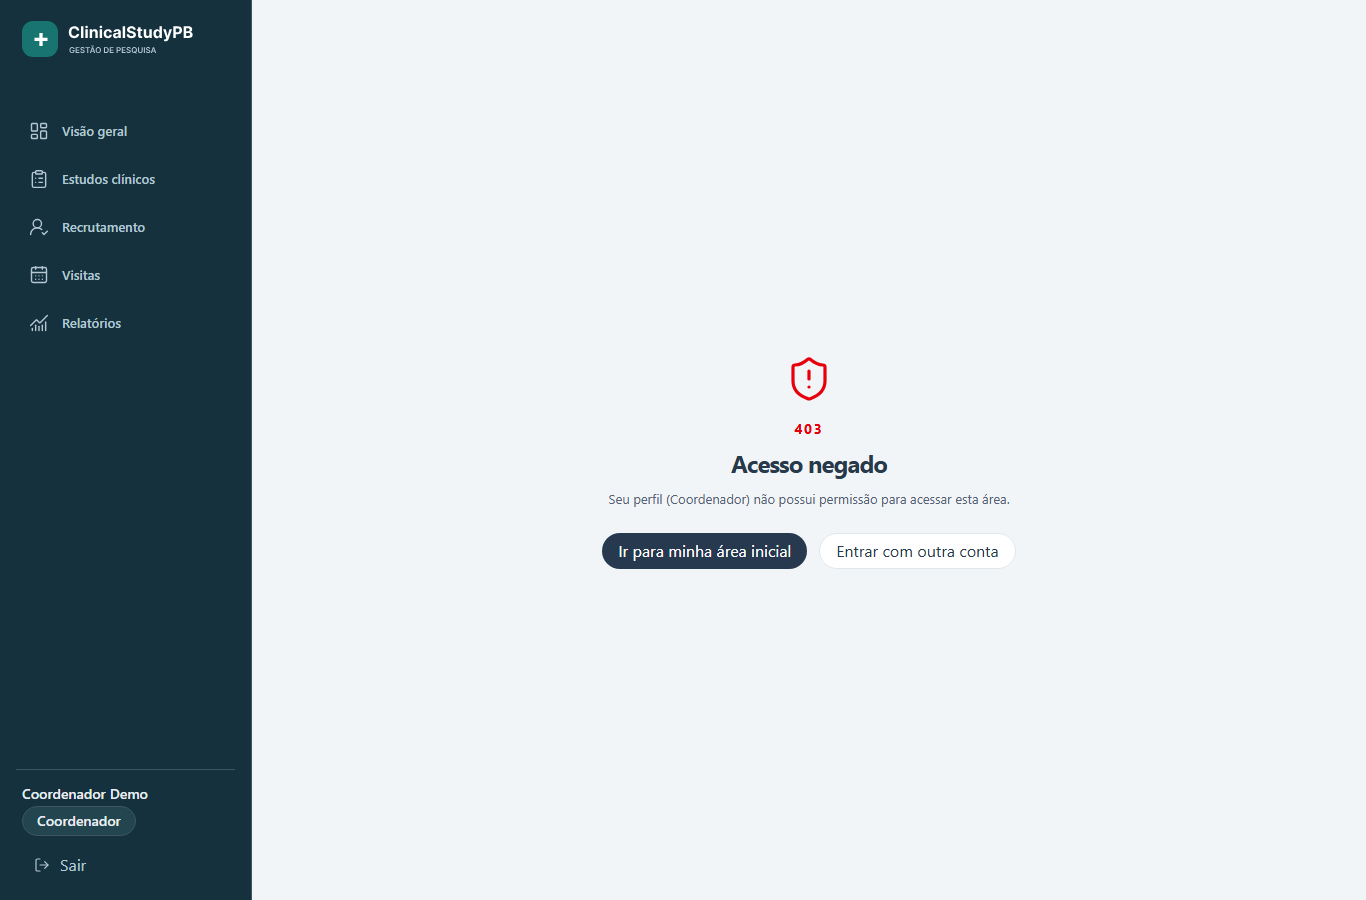 ClinicalStudyPB
GESTÃO DE PESQUISA
Visão geral
Estudos clínicos
Recrutamento
Visitas
Relatórios
Coordenador Demo
Coordenador
Sair
403
Acesso negado
Seu perfil (Coordenador) não possui permissão para acessar esta área.
Ir para minha área inicial
Entrar com outra conta